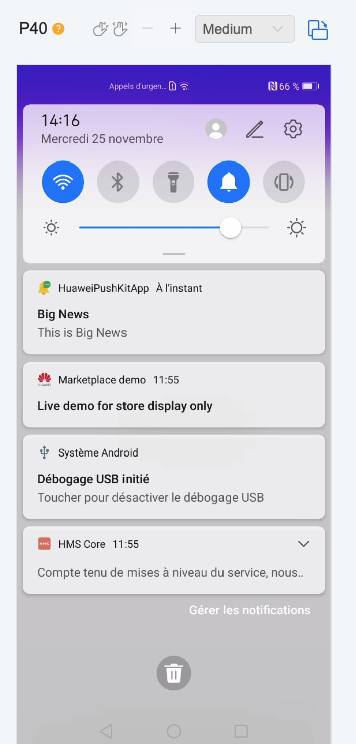 P40
Medium
Appels d'urgen...
66 %
14:16
Mercredi 25 novembre
HuaweiPushKitApp À l'instant
Big News
This is Big News
Marketplace demo 11:55
Live demo for store display only
Système Android
Débogage USB initié
Toucher pour désactiver le débogage USB
HMS Core 11:55
Compte tenu de mises à niveau du service, nous..
Gérer les notifications